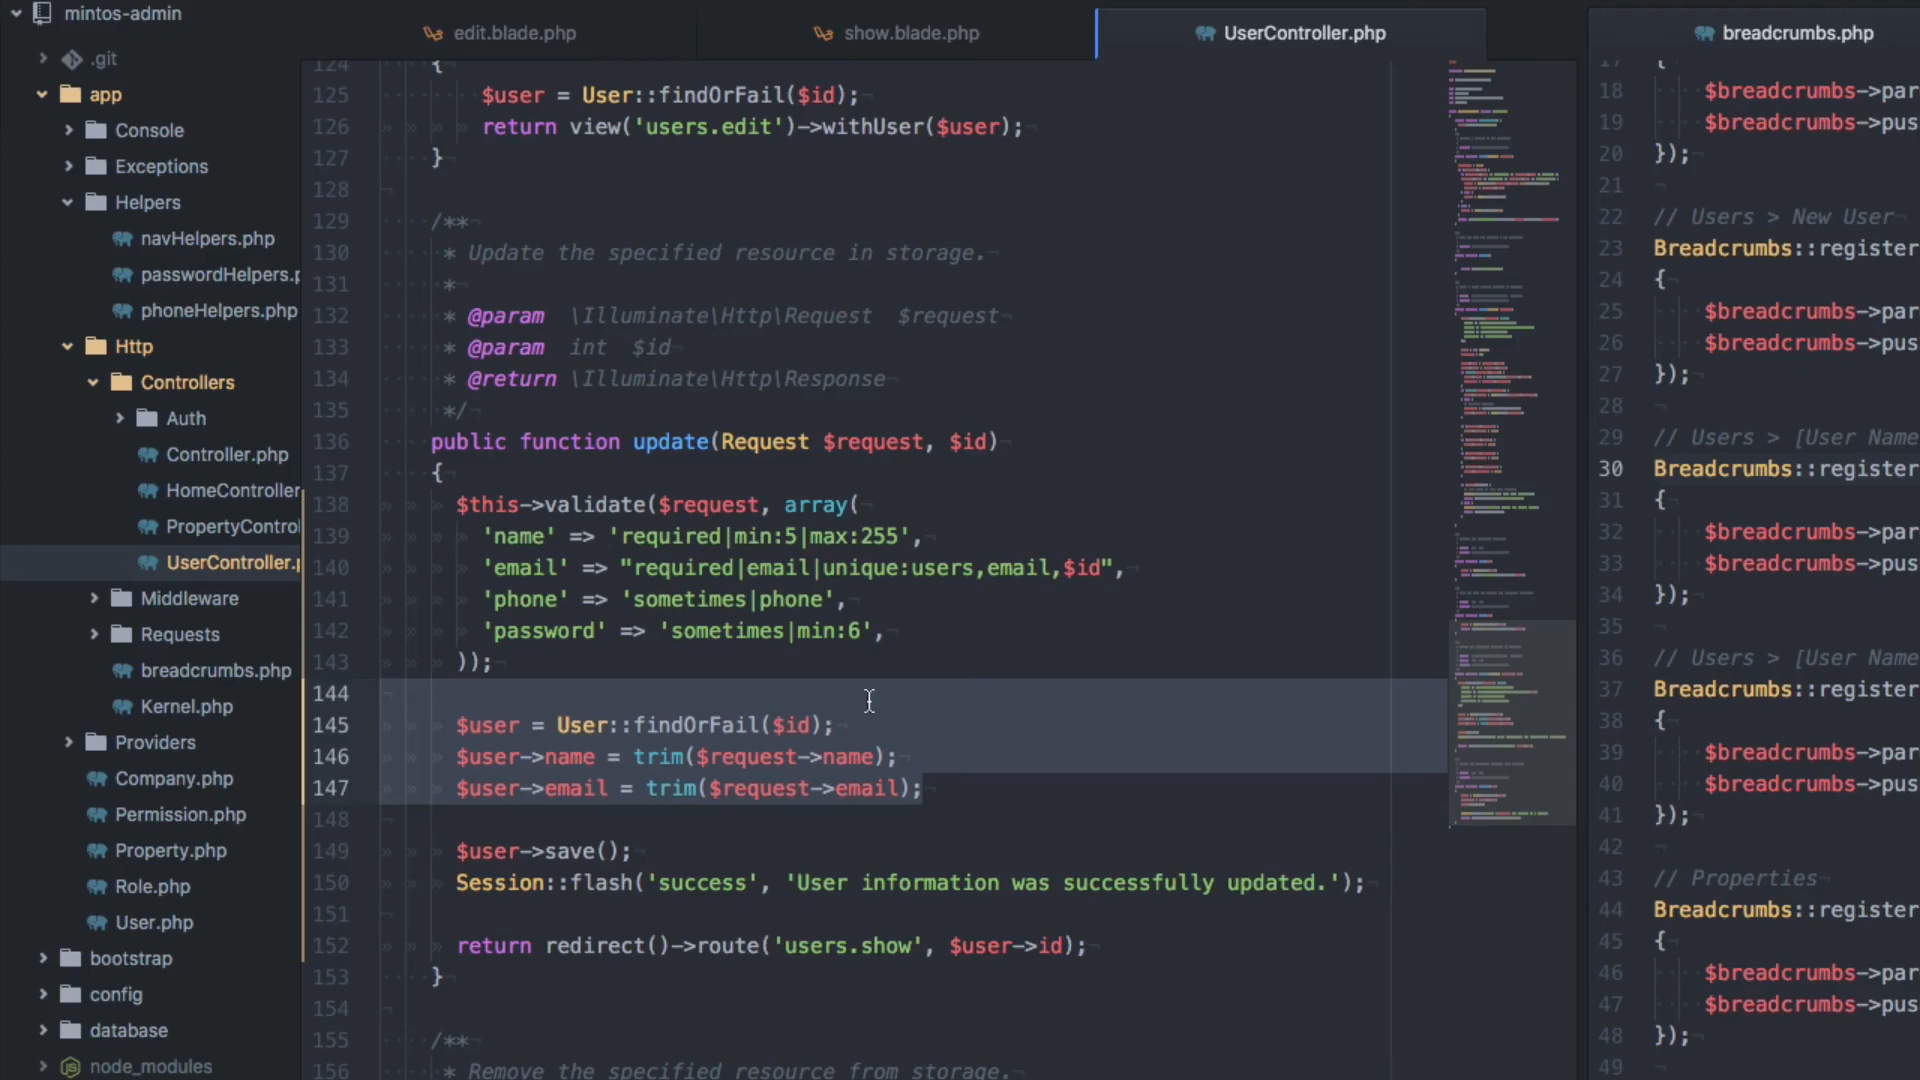 mintos-admin
.git
app
Console
Exceptions
Helpers
navHelpers.php
passwordHelpers.p
phoneHelpers.php
Http
Controllers
Auth
Controller.php
HomeController
PropertyControl
UserController.p
Middleware
Requests
breadcrumbs.php
Kernel.php
Providers
Company.php
Permission.php
Property.php
Role.php
User.php
bootstrap
config
database
node_modules
edit.blade.php
show.blade.php
UserController.php
breadcrumbs.php
124 {
125 $user = User::findOrFail($id);
126 return view('users.edit')->withUser($user);
127 }
128
129 /**
130 * Update the specified resource in storage.
131 *
132 * @param \Illuminate\Http\Request $request
133 * @param int $id
134 * @return \Illuminate\Http\Response
135 */
136 public function update(Request $request, $id)
137 {
138 $this->validate($request, array(
139 'name' => 'required|min:5|max:255',
140 'email' => "required|email|unique:users,email,$id",
141 'phone' => 'sometimes|phone',
142 'password' => 'sometimes|min:6',
143 ));
144
145 $user = User::findOrFail($id);
146 $user->name = trim($request->name);
147 $user->email = trim($request->email);
148
149 $user->save();
150 Session::flash('success', 'User information was successfully updated.');
151
152 return redirect()->route('users.show', $user->id);
153 }
154
155 /**
156 * Remove the specified resource from storage.
17 {
18 $breadcrumbs->par
19 $breadcrumbs->pus
20 });
21
22 // Users > New User
23 Breadcrumbs::register
24 {
25 $breadcrumbs->par
26 $breadcrumbs->pus
27 });
28
29 // Users > [User Name
30 Breadcrumbs::register
31 {
32 $breadcrumbs->par
33 $breadcrumbs->pus
34 });
35
36 // Users > [User Name
37 Breadcrumbs::register
38 {
39 $breadcrumbs->par
40 $breadcrumbs->pus
41 });
42
43 // Properties
44 Breadcrumbs::register
45 {
46 $breadcrumbs->par
47 $breadcrumbs->pus
48 });
49